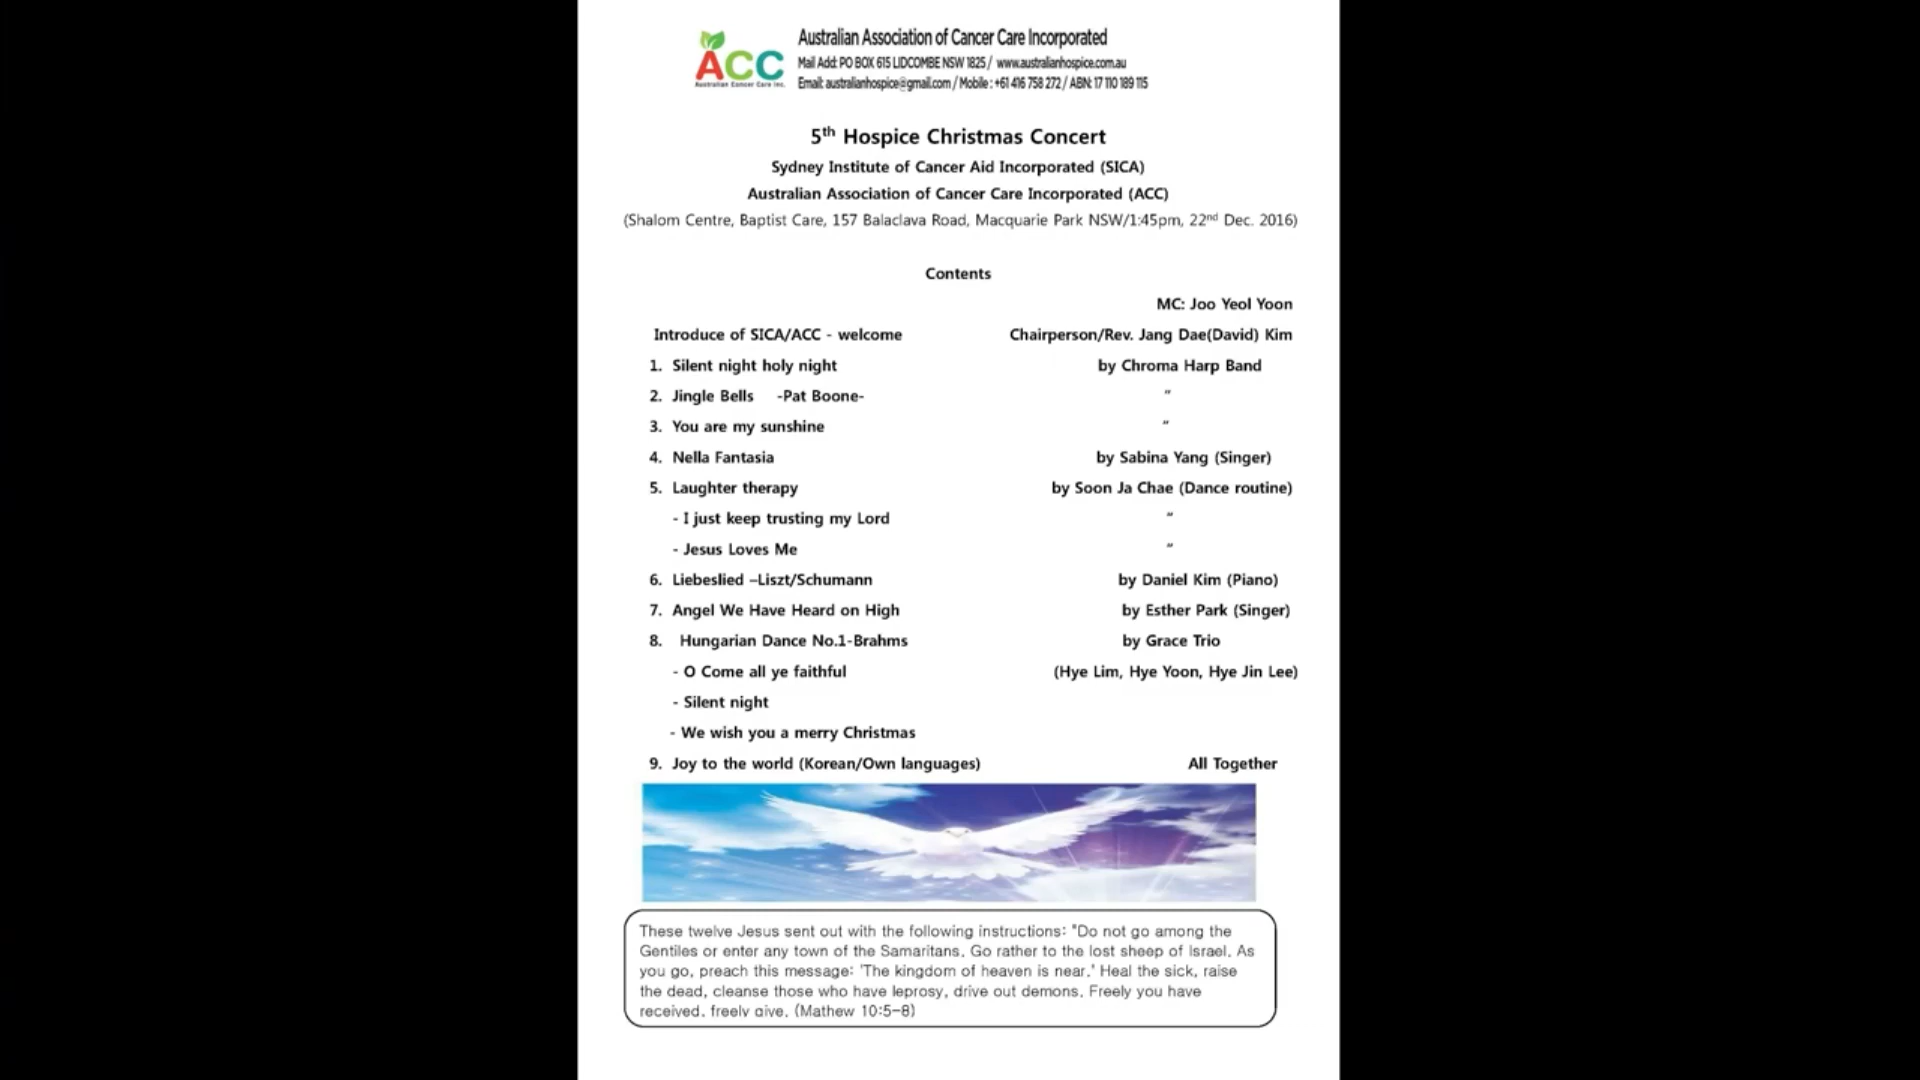 ACC
Australian Cancer Care Inc.
Australian Association of Cancer Care Incorporated
Mail Add: PO BOX 615 LIDCOMBE NSW 1825 / www.australianhospice.com.au
Email: australianhospice@gmail.com / Mobile : +61 416 758 272 / ABN: 17 110 189 115
5th Hospice Christmas Concert
Sydney Institute of Cancer Aid Incorporated (SICA)
Australian Association of Cancer Care Incorporated (ACC)
(Shalom Centre, Baptist Care, 157 Balaclava Road, Macquarie Park NSW/1:45pm, 22nd Dec. 2016)
Contents
MC: Joo Yeol Yoon
Introduce of SICA/ACC - welcome Chairperson/Rev. Jang Dae(David) Kim
1. Silent night holy night by Chroma Harp Band
2. Jingle Bells -Pat Boone- "
3. You are my sunshine "
4. Nella Fantasia by Sabina Yang (Singer)
5. Laughter therapy by Soon Ja Chae (Dance routine)
- I just keep trusting my Lord "
- Jesus Loves Me "
6. Liebeslied –Liszt/Schumann by Daniel Kim (Piano)
7. Angel We Have Heard on High by Esther Park (Singer)
8. Hungarian Dance No.1-Brahms by Grace Trio
- O Come all ye faithful (Hye Lim, Hye Yoon, Hye Jin Lee)
- Silent night
- We wish you a merry Christmas
9. Joy to the world (Korean/Own languages) All Together
These twelve Jesus sent out with the following instructions: "Do not go among the
Gentiles or enter any town of the Samaritans. Go rather to the lost sheep of Israel. As
you go, preach this message: 'The kingdom of heaven is near.' Heal the sick, raise
the dead, cleanse those who have leprosy, drive out demons. Freely you have
received, freely give. (Mathew 10:5-8)